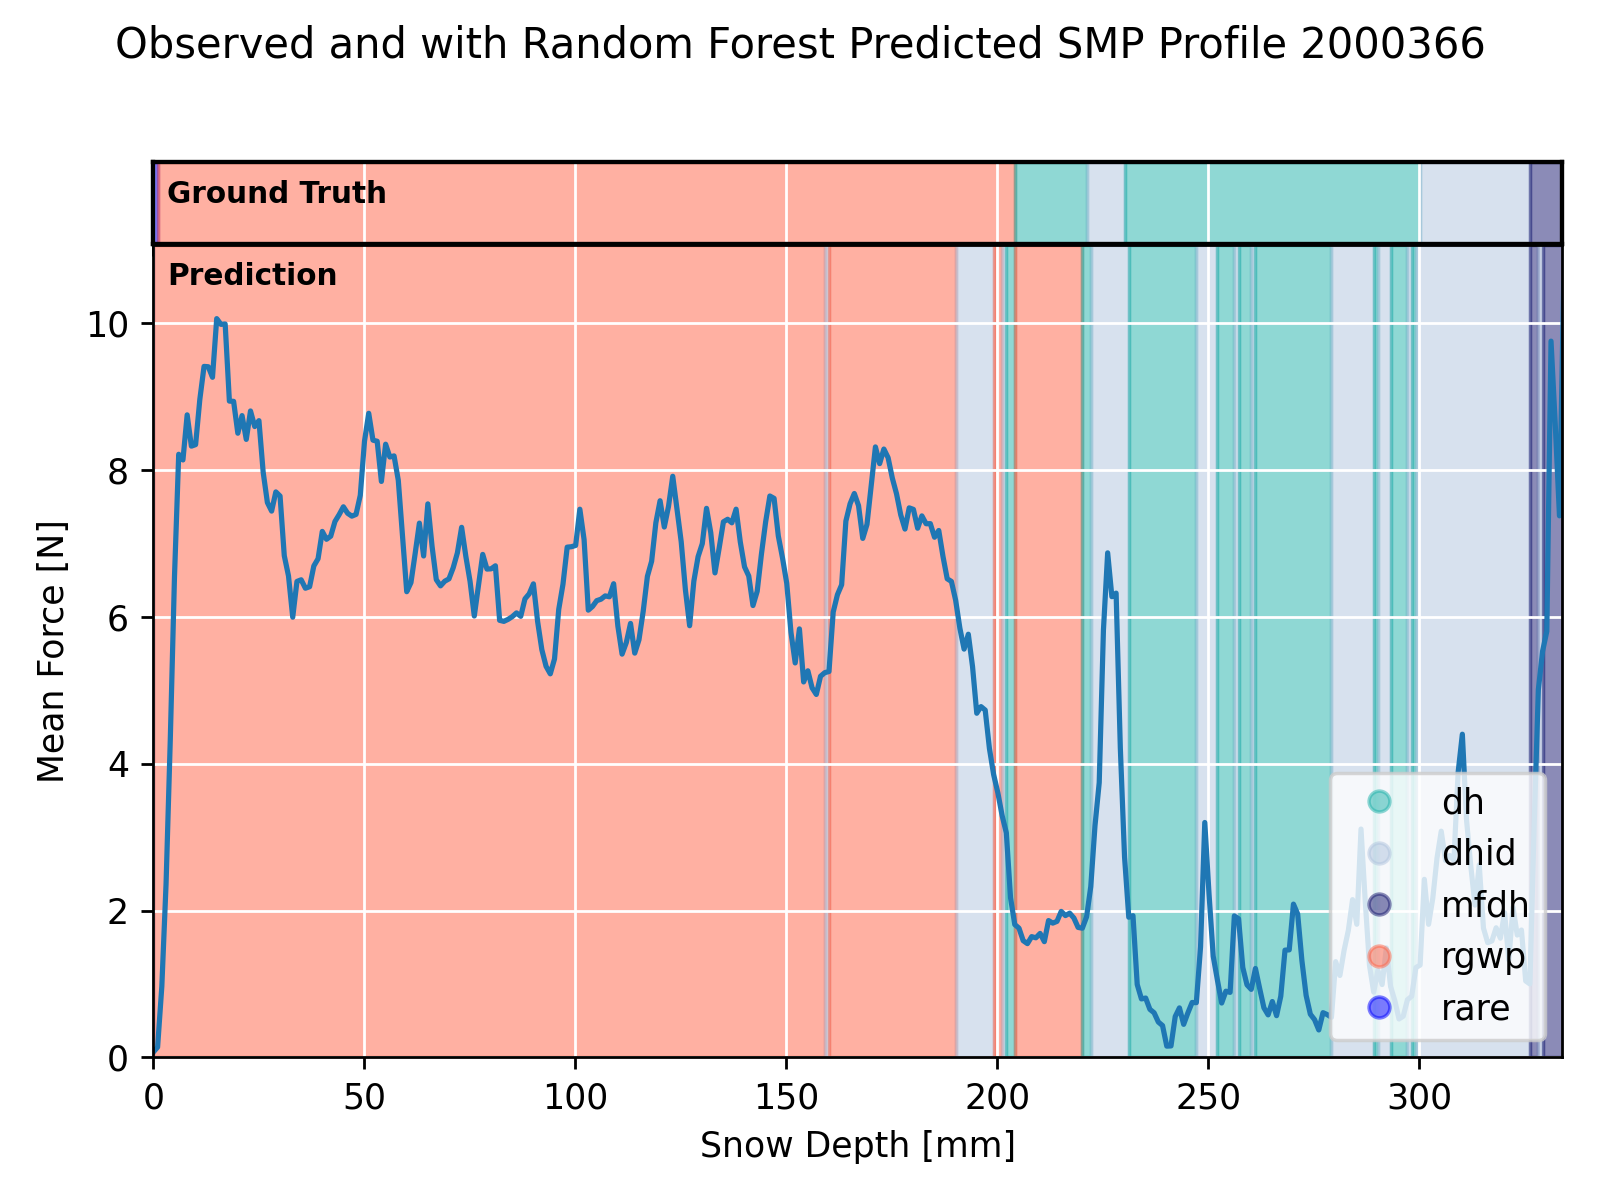 Observed and with Random Forest Predicted SMP Profile 2000366
Ground Truth
Prediction
10
8
6
4
2
0
Mean Force [N]
dh
dhid
mfdh
rgwp
rare
0 50 100 150 200 250 300
Snow Depth [mm]